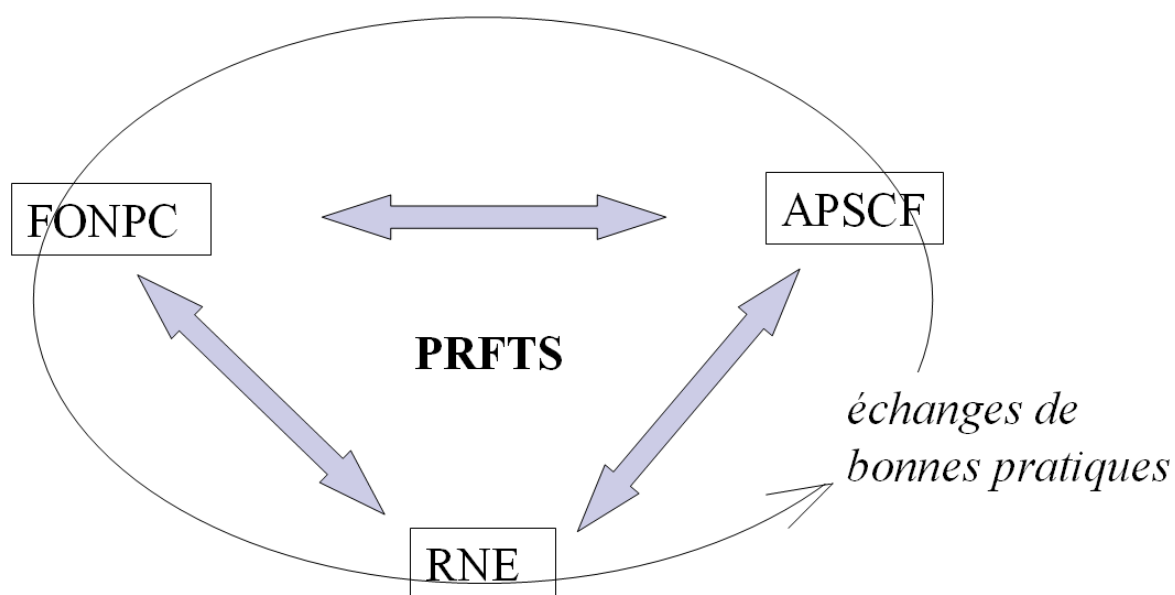 FONPC
APSCF
PRFTS
échanges de
bonnes pratiques
RNE